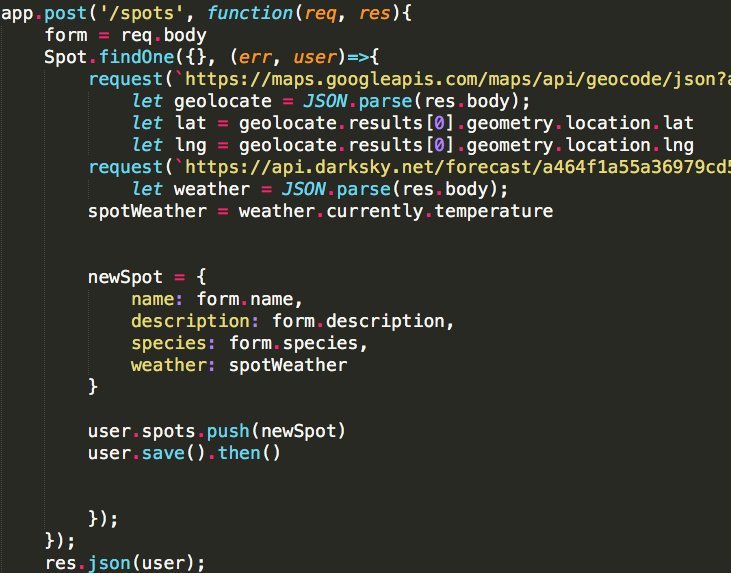 app.post('/spots', function(req, res){
form = req.body
Spot.findOne({}, (err, user)=>{
request(`https://maps.googleapis.com/maps/api/geocode/json?a
let geolocate = JSON.parse(res.body);
let lat = geolocate.results[0].geometry.location.lat
let lng = geolocate.results[0].geometry.location.lng
request(`https://api.darksky.net/forecast/a464f1a55a36979cd5
let weather = JSON.parse(res.body);
spotWeather = weather.currently.temperature
newSpot = {
name: form.name,
description: form.description,
species: form.species,
weather: spotWeather
}
user.spots.push(newSpot)
user.save().then()
});
});
res.json(user);